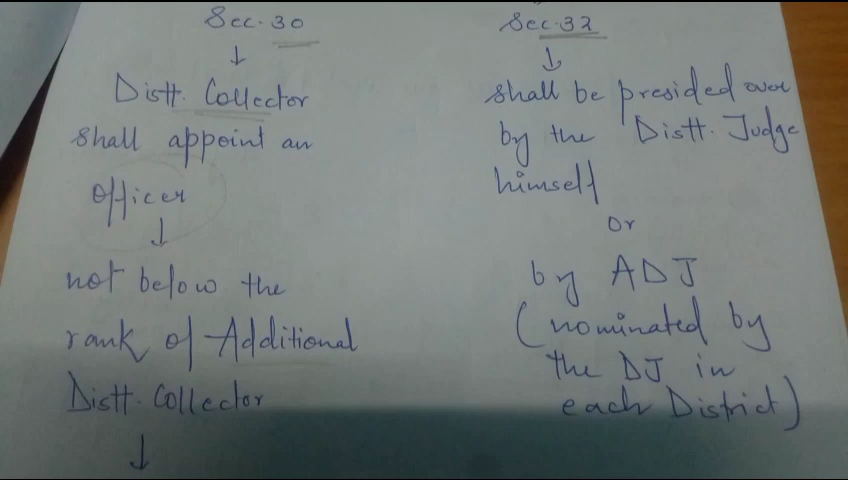 Sec. 30
↓
Distt. Collector
shall appoint an
officer
↓
not below the
rank of Additional
Distt. Collector
↓
Sec. 32
↓
shall be presided over
by the Distt. Judge
himself
or
by ADJ
(nominated by
the DJ in
each District)